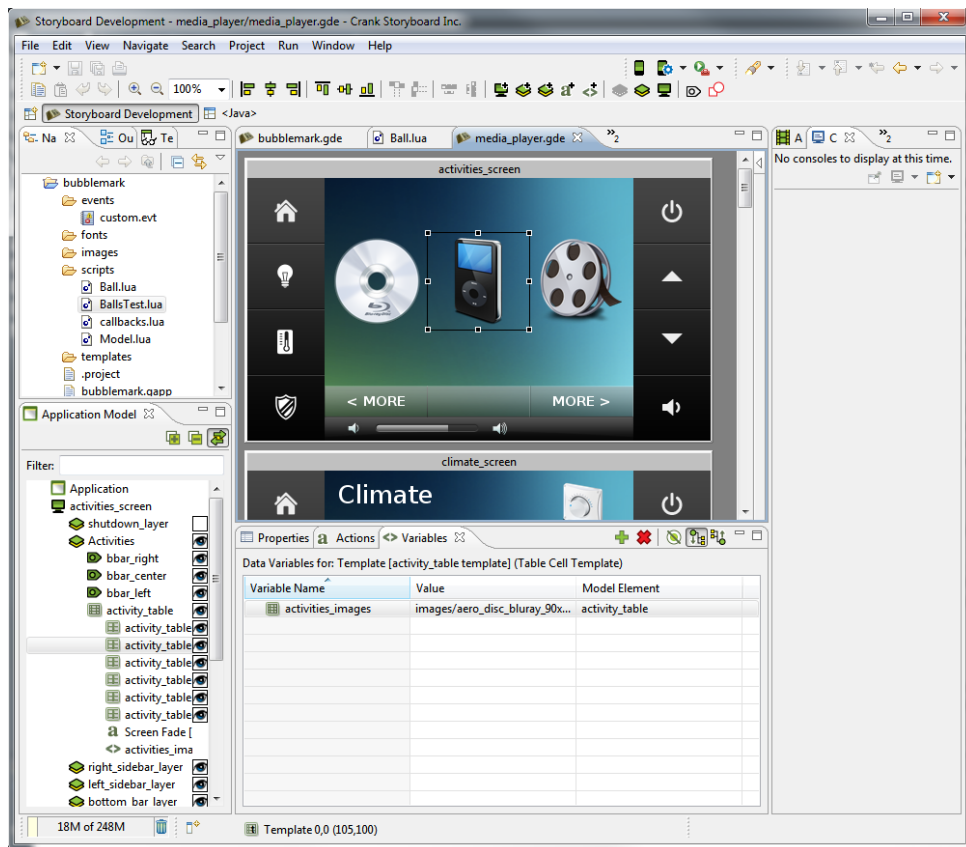 Storyboard Development - media_player/media_player.gde - Crank Storyboard Inc.
File Edit View Navigate Search Project Run Window Help
100%
Storyboard Development <Java>
Na Ou Te
bubblemark.gde Ball.lua media_player.gde »2
A C »2
No consoles to display at this time.
bubblemark
events
custom.evt
fonts
images
scripts
Ball.lua
BallsTest.lua
callbacks.lua
Model.lua
templates
.project
bubblemark.gapp
activities_screen
< MORE MORE >
climate_screen
Climate
Application Model
Filter:
Application
activities_screen
shutdown_layer
Activities
bbar_right
bbar_center
bbar_left
activity_table
activity_table
activity_table
activity_table
activity_table
activity_table
activity_table
a Screen Fade [
<> activities_ima
right_sidebar_layer
left_sidebar_layer
bottom bar layer
Properties a Actions <> Variables
Data Variables for: Template [activity_table template] (Table Cell Template)
Variable Name Value Model Element
activities_images images/aero_disc_bluray_90x... activity_table
18M of 248M
Template 0,0 (105,100)